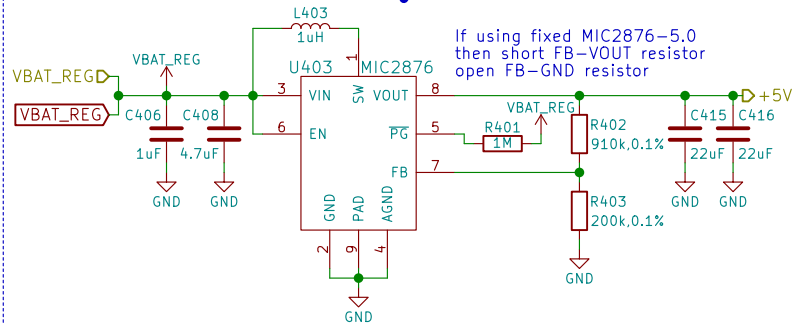 L403
1uH
If using fixed MIC2876-5.0
then short FB-VOUT resistor
open FB-GND resistor
VBAT_REG
VBAT_REG
VBAT_REG
U403
MIC2876
1
SW
3
VIN
VOUT
8
+5V
C406
1uF
C408
4.7uF
6
EN
PG
5
R401
1M
VBAT_REG
R402
910k,0.1%
C415
22uF
C416
22uF
FB
7
R403
200k,0.1%
GND
GND
GND
GND
GND
PAD
AGND
2
9
4
GND
GND